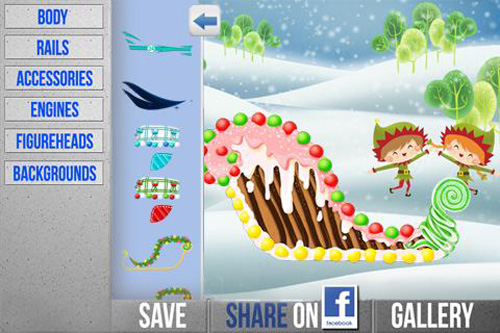 BODY
RAILS
ACCESSORIES
ENGINES
FIGUREHEADS
BACKGROUNDS
SAVE
SHARE ON
facebook
GALLERY